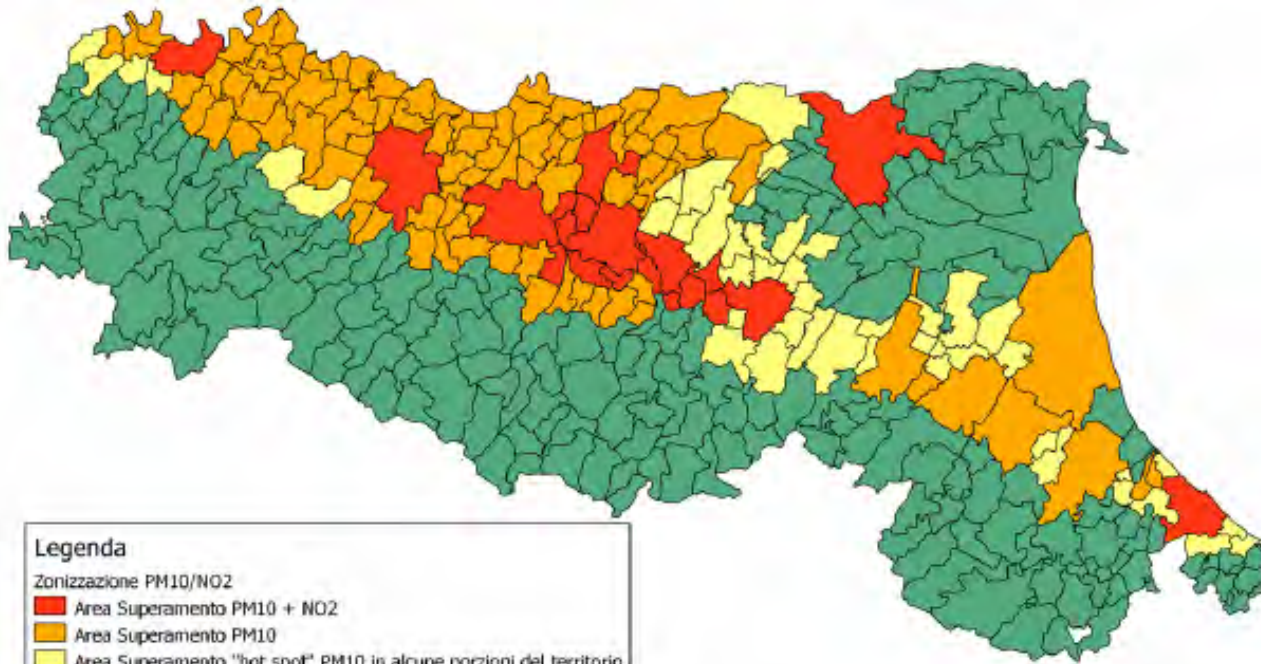 Legenda
Zonizzazione PM10/NO2
Area Superamento PM10 + NO2
Area Superamento PM10
Area Superamento "hot spot" PM10 in alcune porzioni del territorio